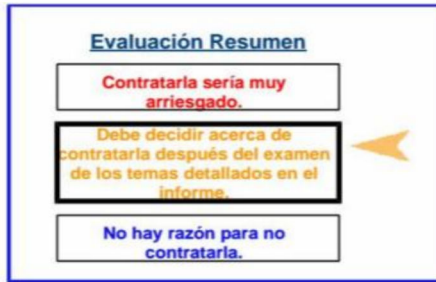 Evaluación Resumen
Contratarla sería muy
arriesgado.
Debe decidir acerca de
contratarla después del examen
de los temas detallados en el
informe.
No hay razón para no
contratarla.